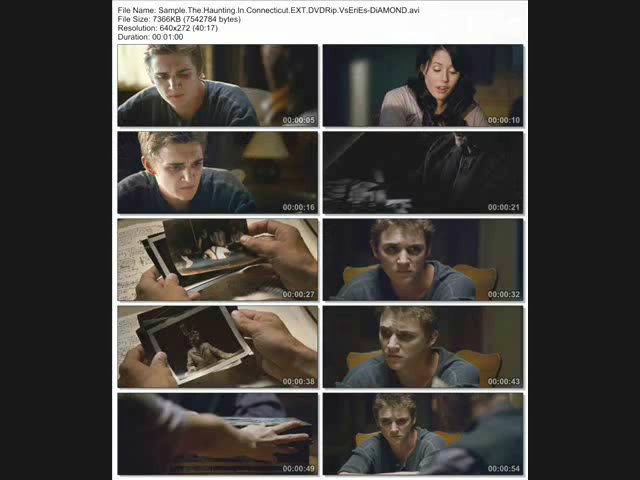 File Name: Sample.The.Haunting.In.Connecticut.EXT.DVDRip.VsEriEs-DiAMOND.avi
File Size: 7366KB (7542784 bytes)
Resolution: 640x272 (40:17)
Duration: 00:01:00
00:00:05
00:00:10
00:00:16
00:00:21
00:00:27
00:00:32
00:00:38
00:00:43
00:00:49
00:00:54